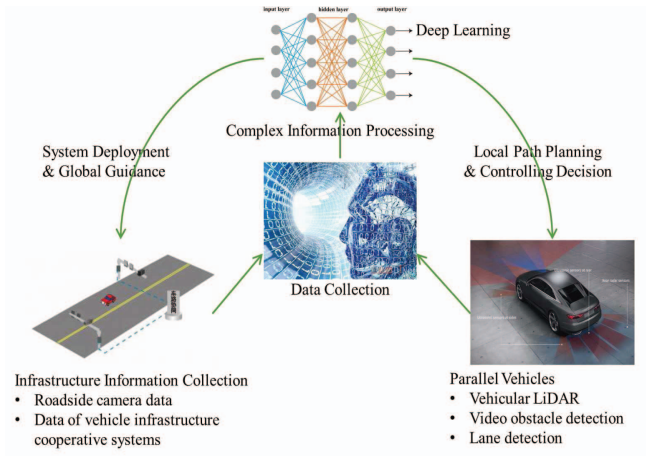 input layer hidden layer output layer
Deep Learning
Complex Information Processing
System Deployment
& Global Guidance
Local Path Planning
& Controlling Decision
Data Collection
Infrastructure Information Collection
• Roadside camera data
• Data of vehicle infrastructure
cooperative systems
Parallel Vehicles
• Vehicular LiDAR
• Video obstacle detection
• Lane detection